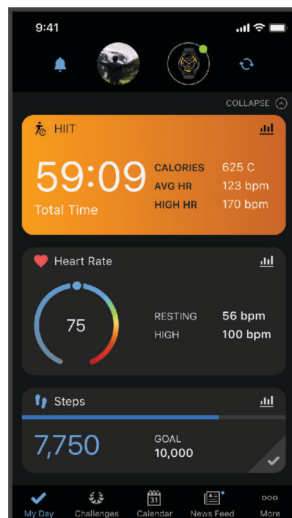 9:41
COLLAPSE
HIIT
59:09
Total Time
CALORIES 625 C
AVG HR 123 bpm
HIGH HR 170 bpm
Heart Rate
75
RESTING 56 bpm
HIGH 100 bpm
Steps
7,750
GOAL
10,000
31
My Day Challenges Calendar News Feed More